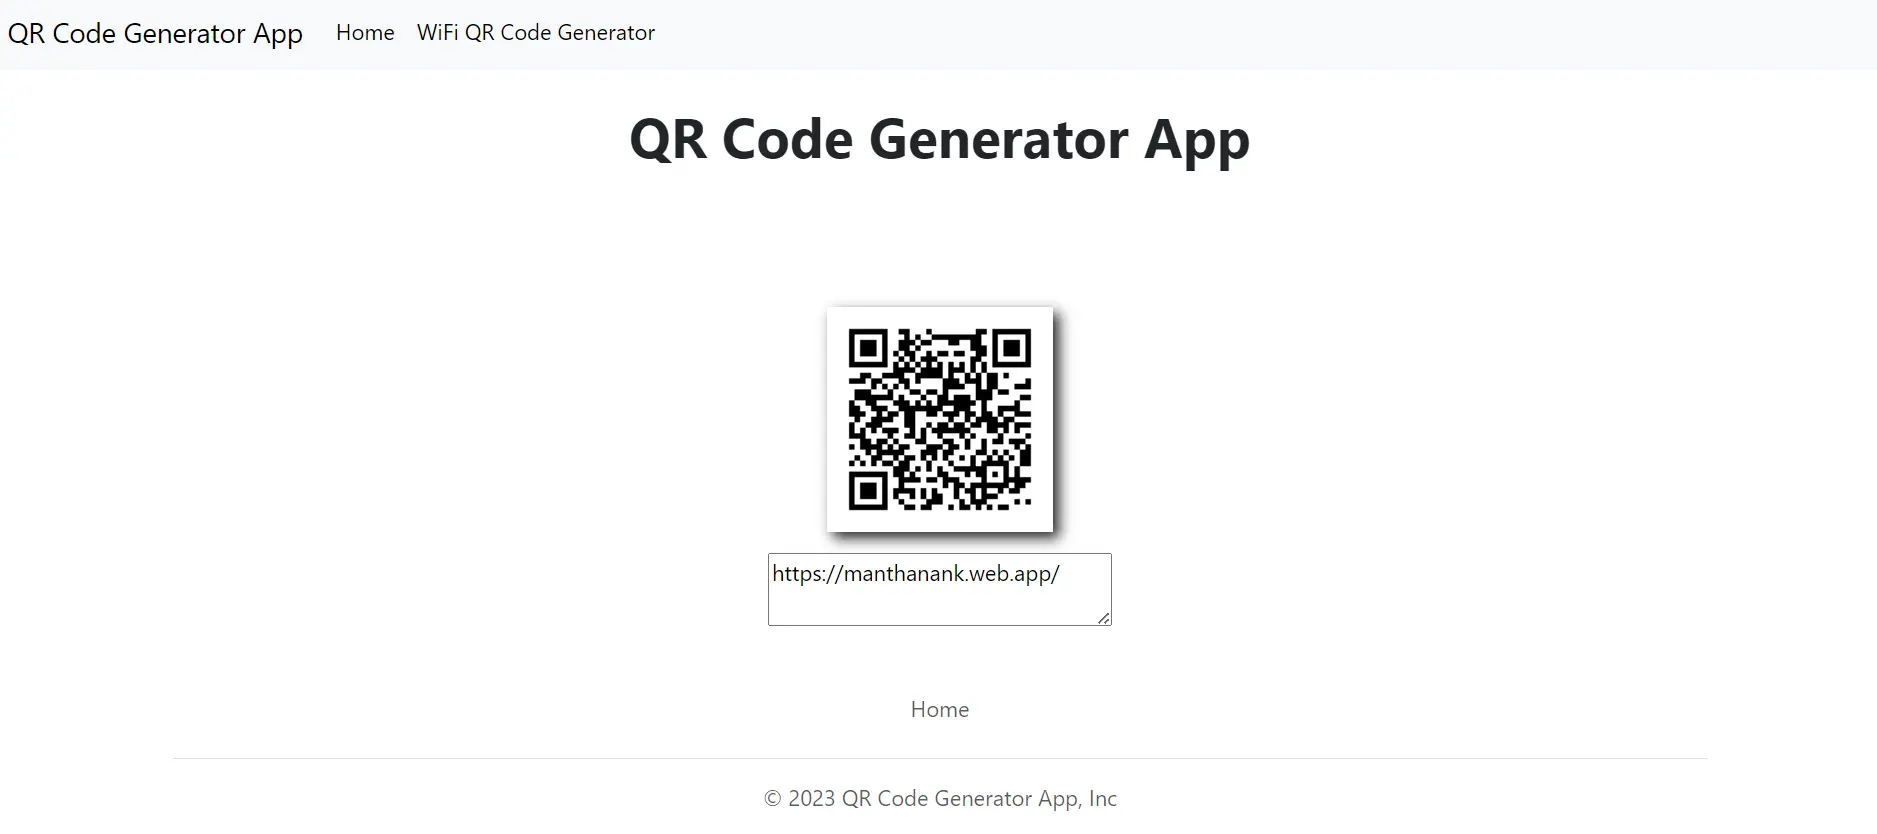 QR Code Generator App Home WiFi QR Code Generator
QR Code Generator App
https://manthanank.web.app/
Home
© 2023 QR Code Generator App, Inc